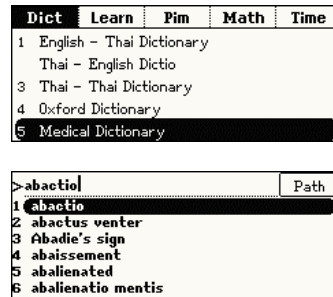 Dict Learn Pim Math Time
1 English - Thai Dictionary
Thai - English Dictio
3 Thai - Thai Dictionary
4 Oxford Dictionary
5 Medical Dictionary
>abactio Path
1 abactio
2 abactus venter
3 Abadie's sign
4 abaissement
5 abalienated
6 abalienatio mentis